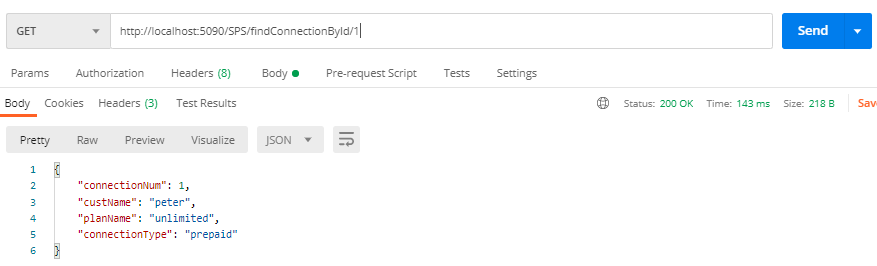 GET http://localhost:5090/SPS/findConnectionById/1 Send
Params Authorization Headers (8) Body Pre-request Script Tests Settings
Body Cookies Headers (3) Test Results Status: 200 OK Time: 143 ms Size: 218 B Sav
Pretty Raw Preview Visualize JSON
1 {
2 "connectionNum": 1,
3 "custName": "peter",
4 "planName": "unlimited",
5 "connectionType": "prepaid"
6 }